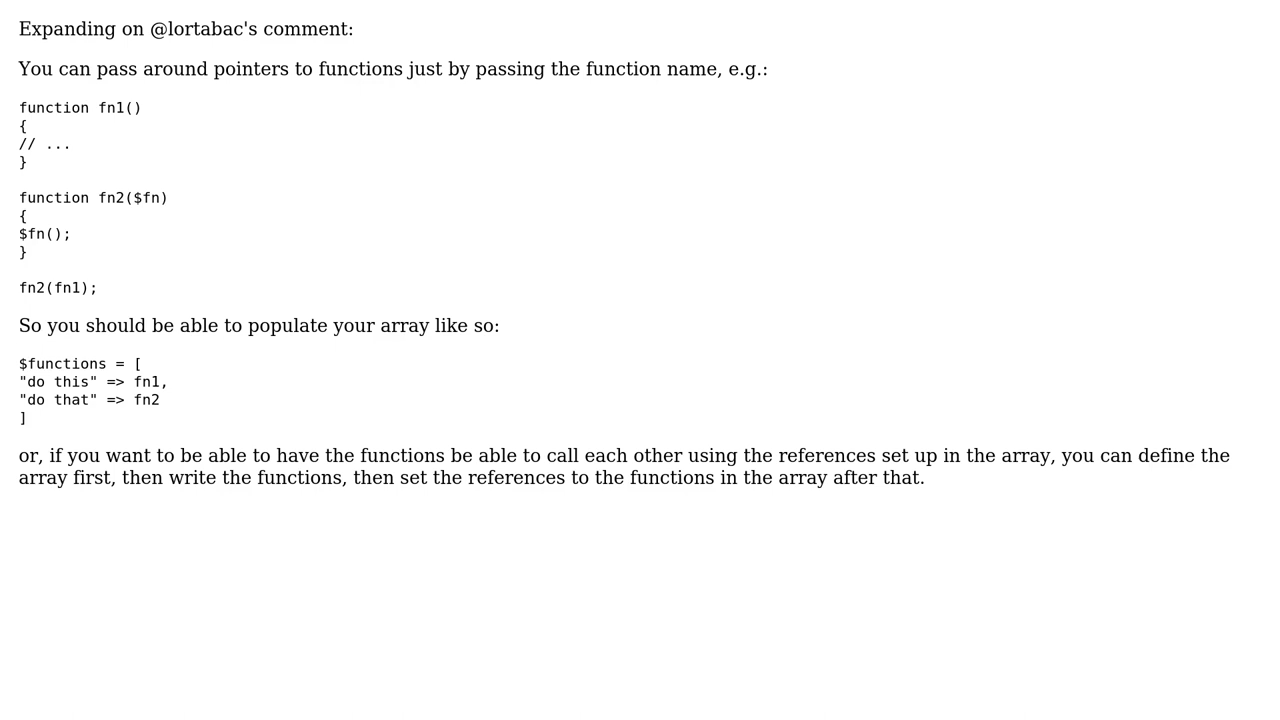 Expanding on @lortabac's comment:
You can pass around pointers to functions just by passing the function name, e.g.:
function fn1()
{
// ...
}
function fn2($fn)
{
$fn();
}
fn2(fn1);
So you should be able to populate your array like so:
$functions = [
"do this" => fn1,
"do that" => fn2
]
or, if you want to be able to have the functions be able to call each other using the references set up in the array, you can define the
array first, then write the functions, then set the references to the functions in the array after that.